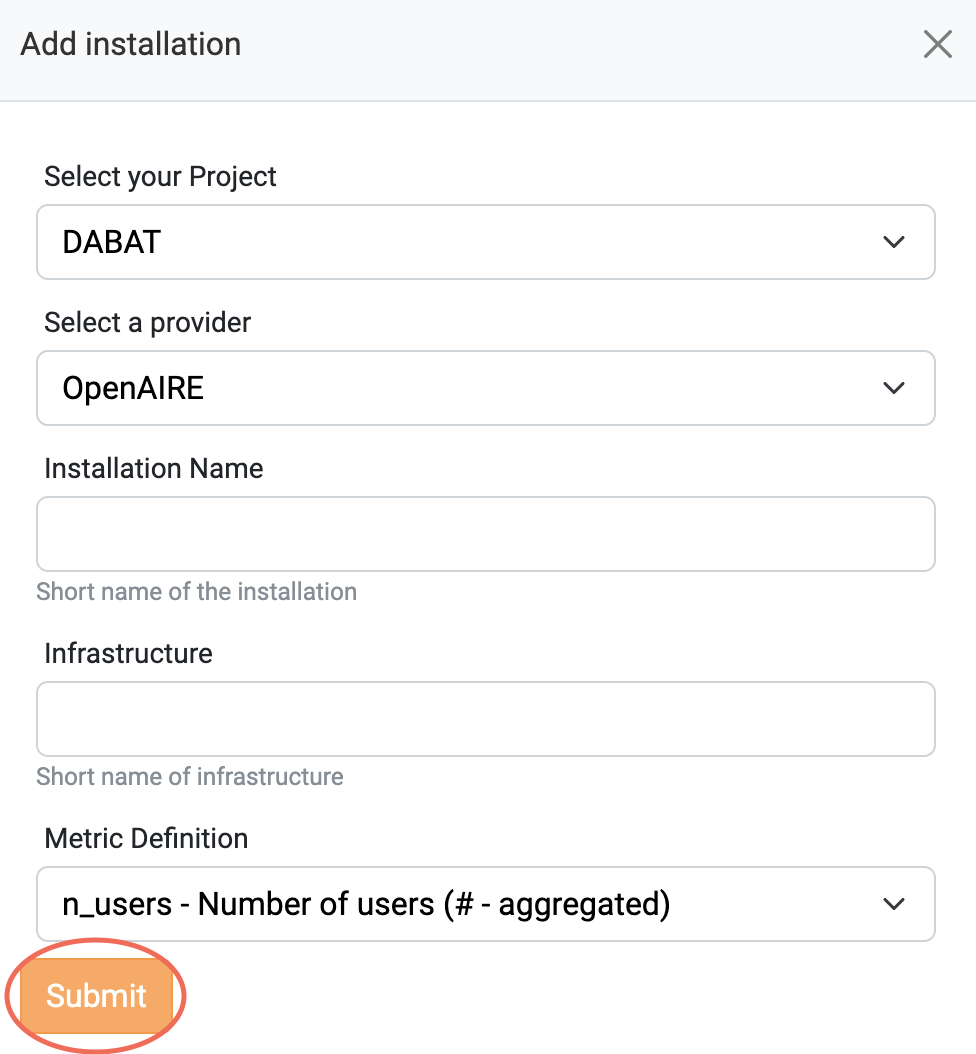 Add installation
Select your Project
DABAT
Select a provider
OpenAIRE
Installation Name
Short name of the installation
Infrastructure
Short name of infrastructure
Metric Definition
n_users - Number of users (# - aggregated)
Submit